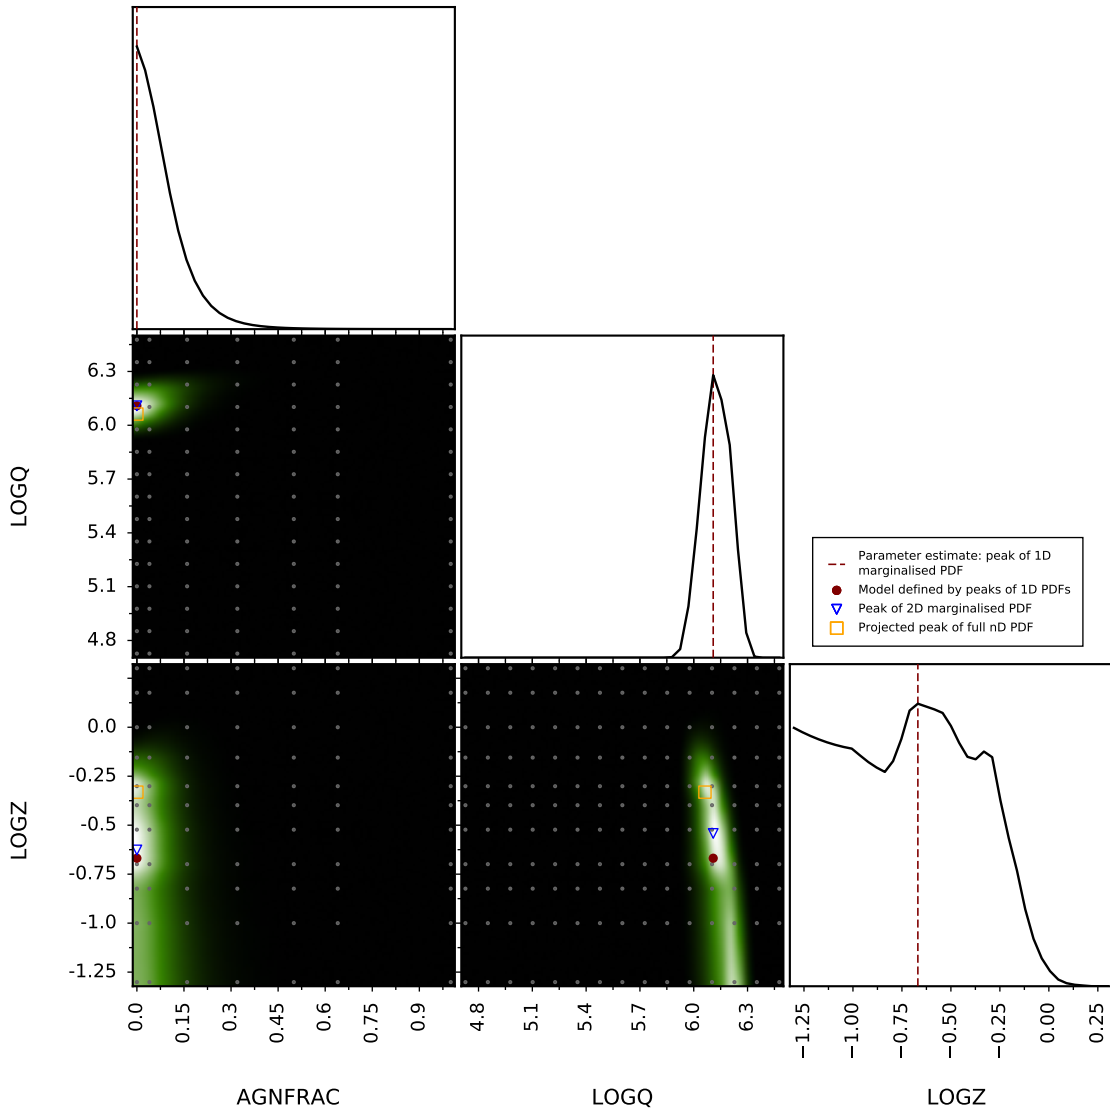 6.3
6.0
5.7
5.4
5.1
4.8
LOGQ
Parameter estimate: peak of 1D
marginalised PDF
Model defined by peaks of 1D PDFs
Peak of 2D marginalised PDF
Projected peak of full nD PDF
0.0
-0.25
-0.5
-0.75
-1.0
-1.25
LOGZ
0.0 0.15 0.3 0.45 0.6 0.75 0.9
4.8 5.1 5.4 5.7 6.0 6.3
−1.25 −1.00 −0.75 −0.50 −0.25 0.00 0.25
AGNFRAC LOGQ LOGZ